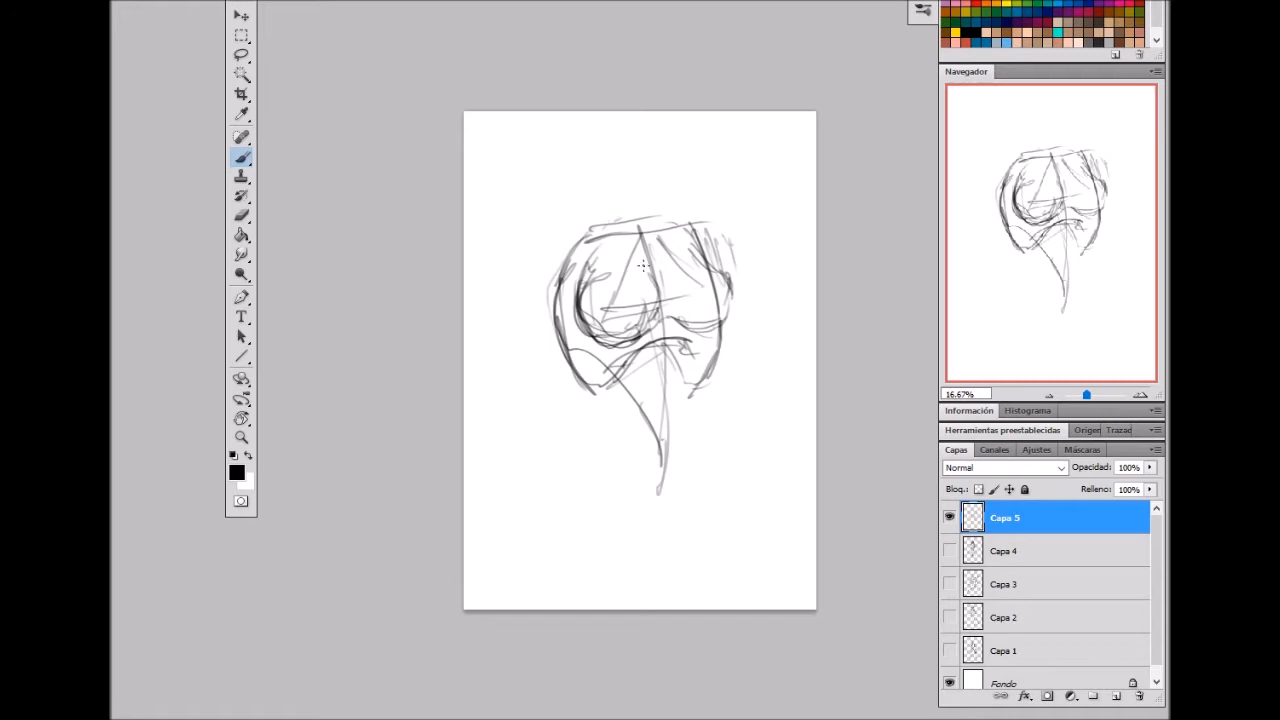 Navegador
16.67%
Información Histograma
Herramientas preestablecidas Origen Trazad
Capas Canales Ajustes Máscaras
Normal Opacidad: 100%
Bloq.: Relleno: 100%
Capa 5
Capa 4
Capa 3
Capa 2
Capa 1
Fondo
T